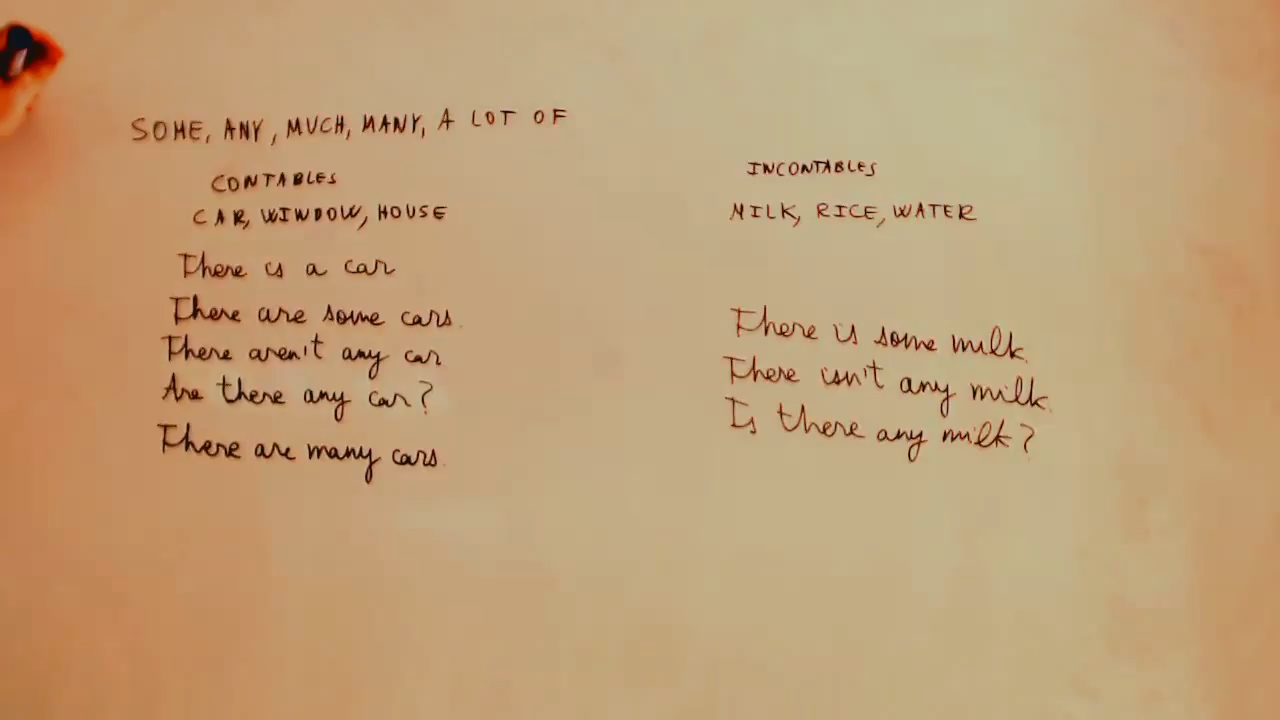 SOME, ANY, MUCH, MANY, A LOT OF
CONTABLES
CAR, WINDOW, HOUSE
There is a car
There are some cars.
There aren't any car
Are there any car?
There are many cars.
INCONTABLES
MILK, RICE, WATER
There is some milk.
There isn't any milk.
Is there any milk?